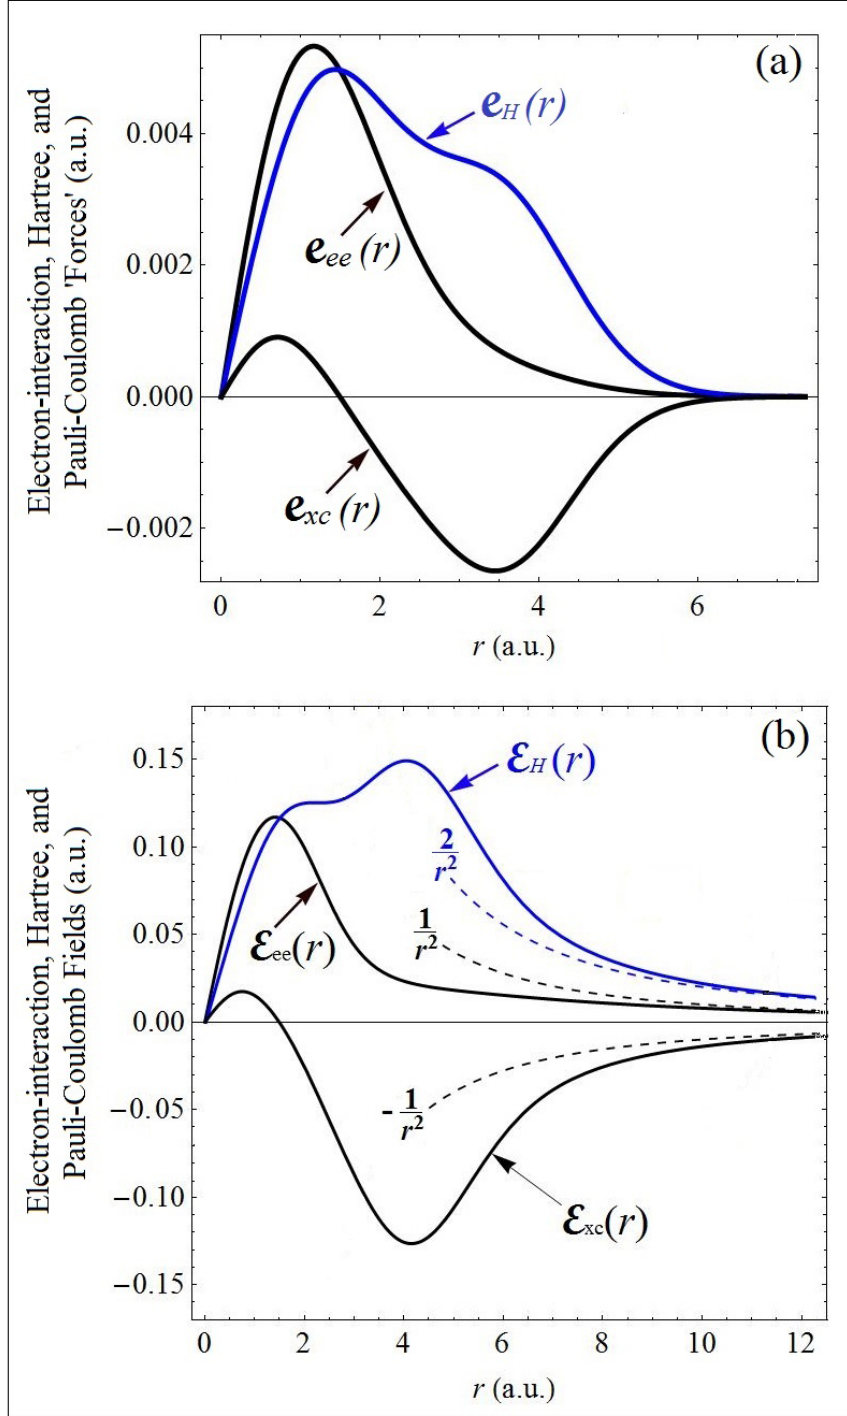 (a)
Electron-interaction, Hartree, and
Pauli-Coulomb 'Forces' (a.u.)
0.004
0.002
0.000
−0.002
e_H(r)
e_ee(r)
e_xc(r)
0 2 4 6
r (a.u.)
(b)
Electron-interaction, Hartree, and
Pauli-Coulomb Fields (a.u.)
0.15
0.10
0.05
0.00
−0.05
−0.10
−0.15
ℰ_H(r)
2/r²
1/r²
ℰ_ee(r)
-1/r²
ℰ_xc(r)
0 2 4 6 8 10 12
r (a.u.)